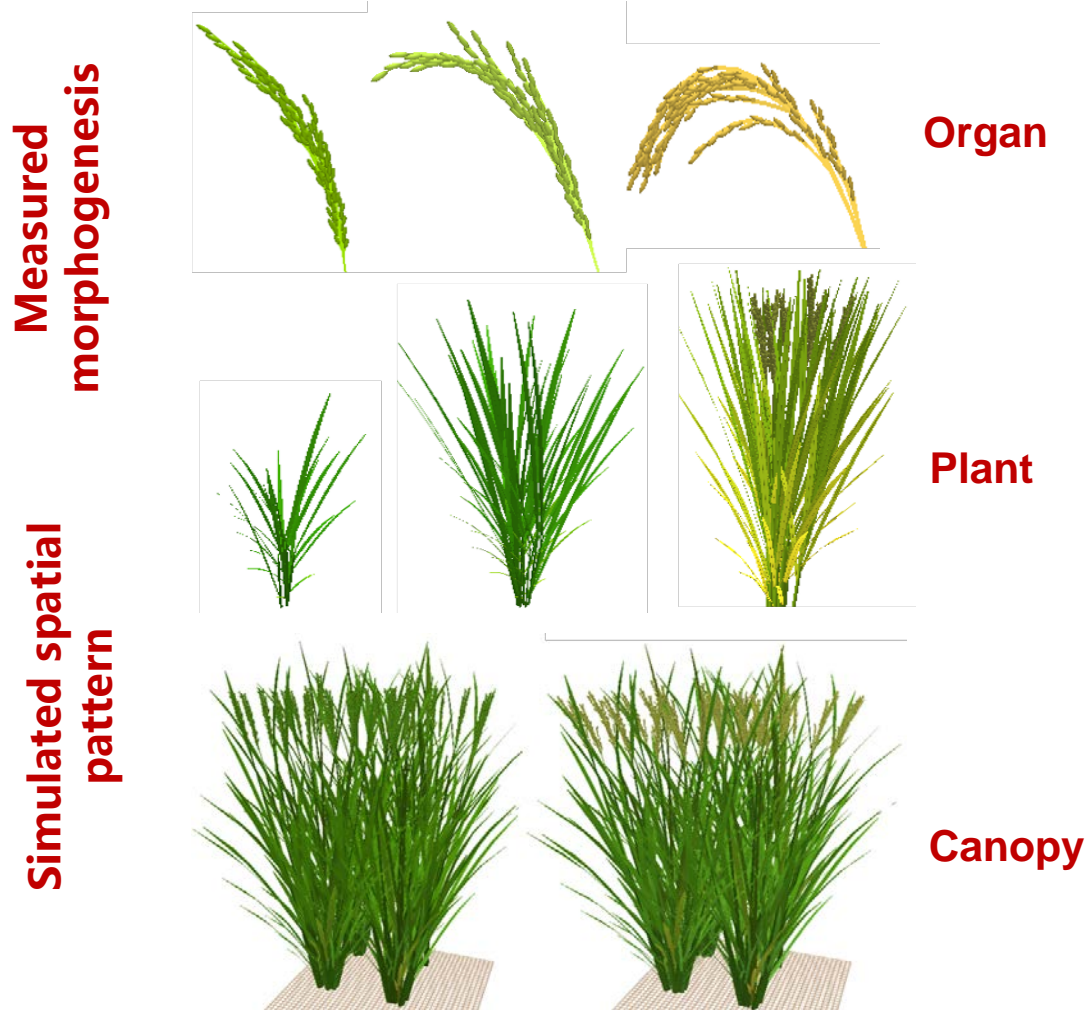 Measured
morphogenesis
Organ
Plant
Simulated spatial
pattern
Canopy